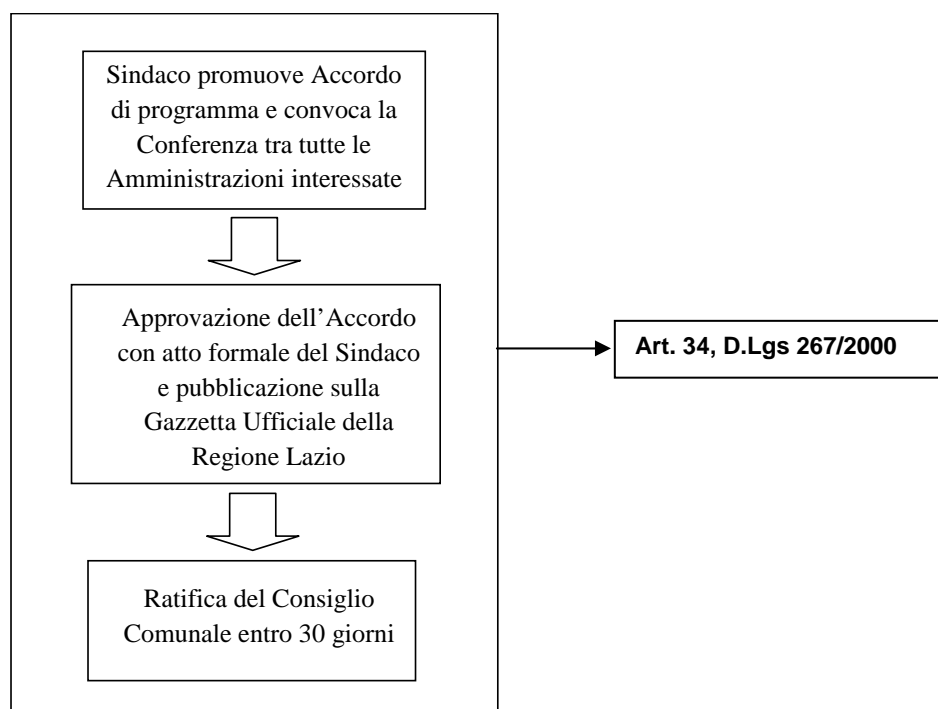 Sindaco promuove Accordo
di programma e convoca la
Conferenza tra tutte le
Amministrazioni interessate
Approvazione dell’Accordo
con atto formale del Sindaco
e pubblicazione sulla
Gazzetta Ufficiale della
Regione Lazio
Art. 34, D.Lgs 267/2000
Ratifica del Consiglio
Comunale entro 30 giorni